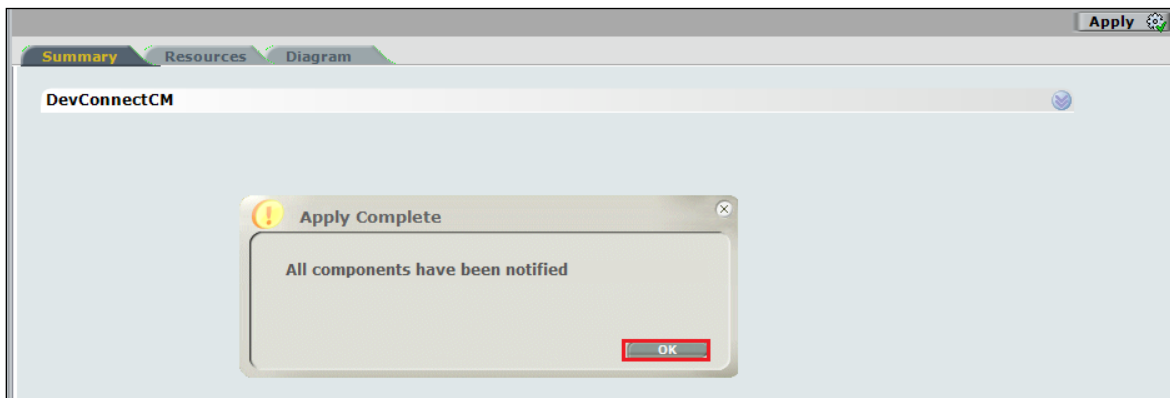 Apply
Summary Resources Diagram
DevConnectCM
Apply Complete
All components have been notified
OK